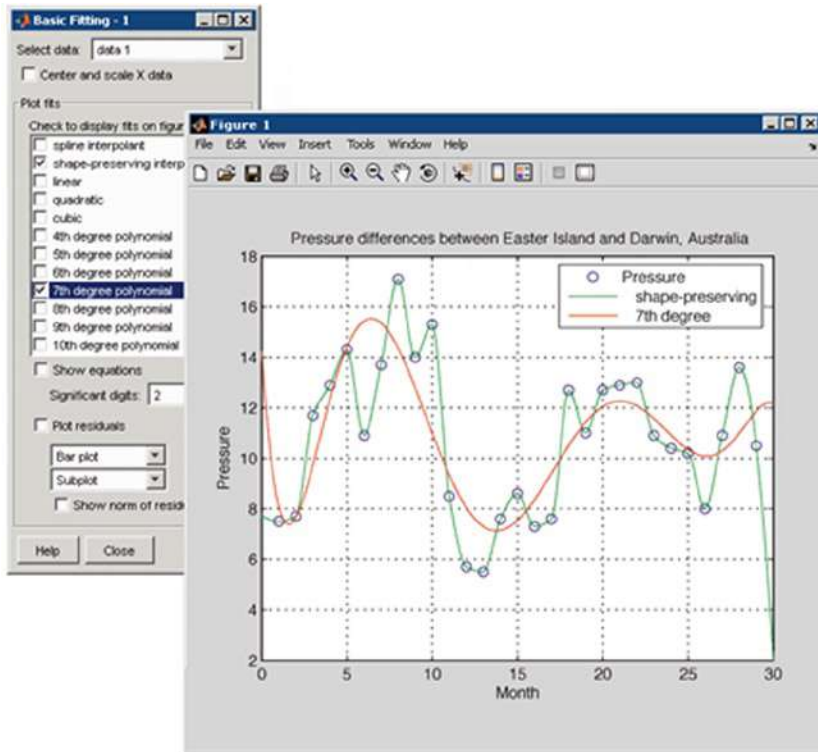 Basic Fitting - 1
Select data: data 1
Center and scale X data
Plot fits
Check to display fits on figur
spline interpolant
shape-preserving interp
linear
quadratic
cubic
4th degree polynomial
5th degree polynomial
6th degree polynomial
7th degree polynomial
8th degree polynomial
9th degree polynomial
10th degree polynomial
Show equations
Significant digits: 2
Plot residuals
Bar plot
Subplot
Show norm of residu
Help Close
Figure 1
File Edit View Insert Tools Window Help
Pressure differences between Easter Island and Darwin, Australia
Pressure
shape-preserving
7th degree
18
16
14
12
10
8
6
4
2
Pressure
0 5 10 15 20 25 30
Month